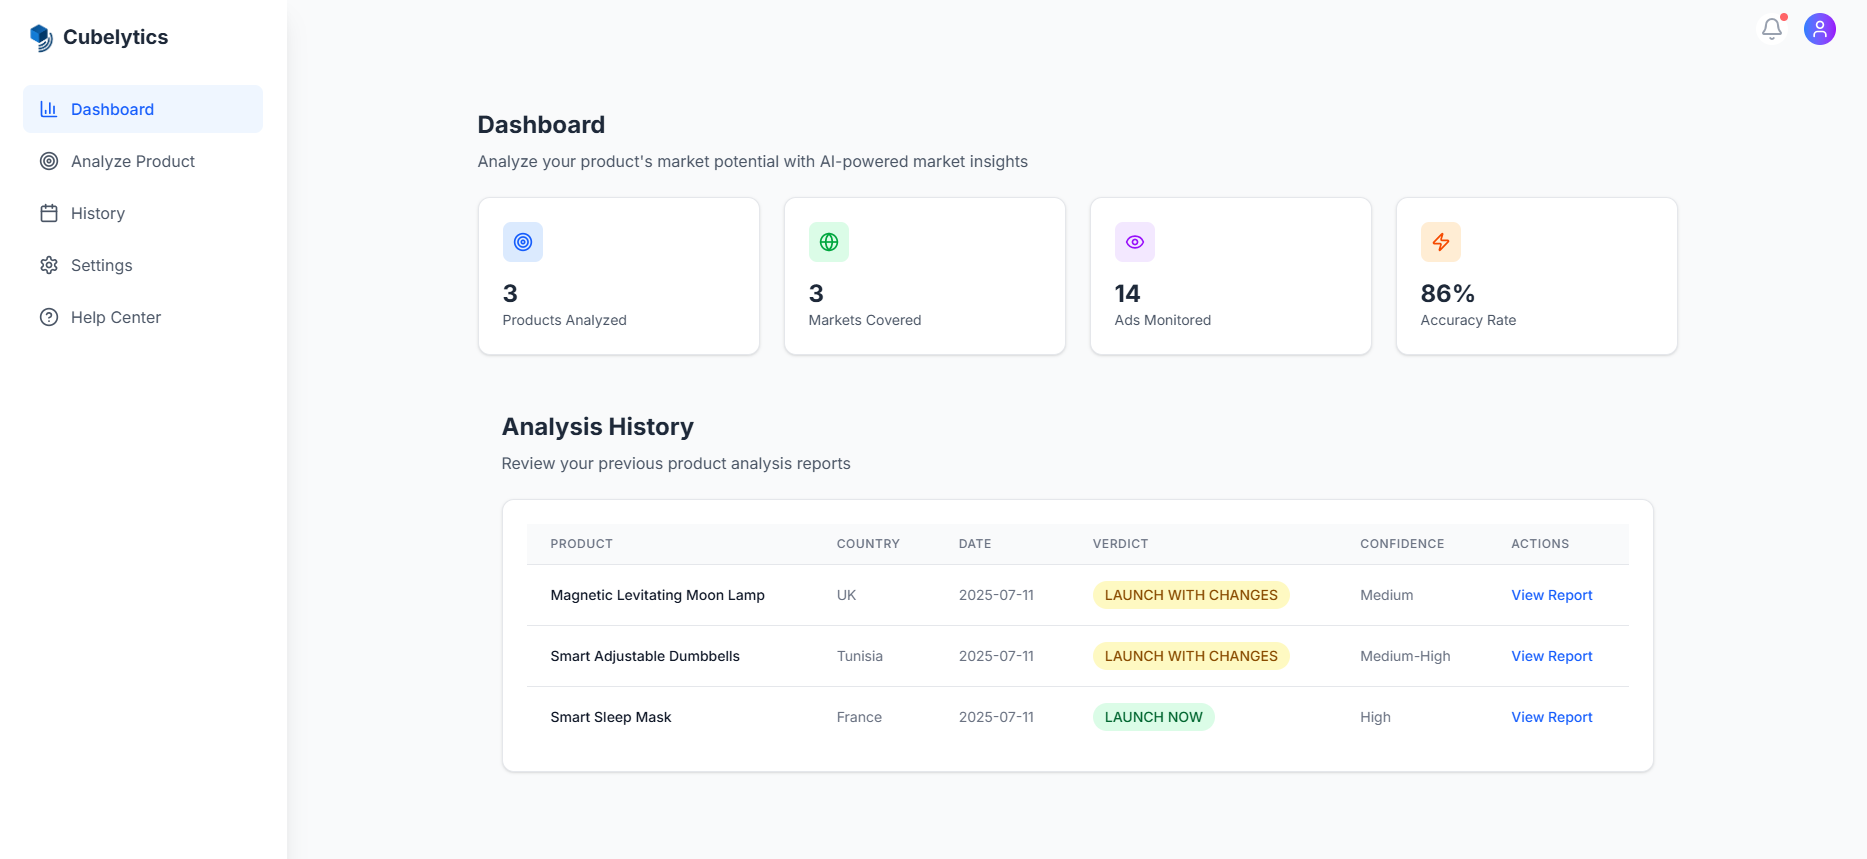 Cubelytics
Dashboard
Analyze Product
History
Settings
Help Center
Dashboard
Analyze your product's market potential with AI-powered market insights
3
Products Analyzed
3
Markets Covered
14
Ads Monitored
86%
Accuracy Rate
Analysis History
Review your previous product analysis reports
PRODUCT COUNTRY DATE VERDICT CONFIDENCE ACTIONS
Magnetic Levitating Moon Lamp UK 2025-07-11 LAUNCH WITH CHANGES Medium View Report
Smart Adjustable Dumbbells Tunisia 2025-07-11 LAUNCH WITH CHANGES Medium-High View Report
Smart Sleep Mask France 2025-07-11 LAUNCH NOW High View Report